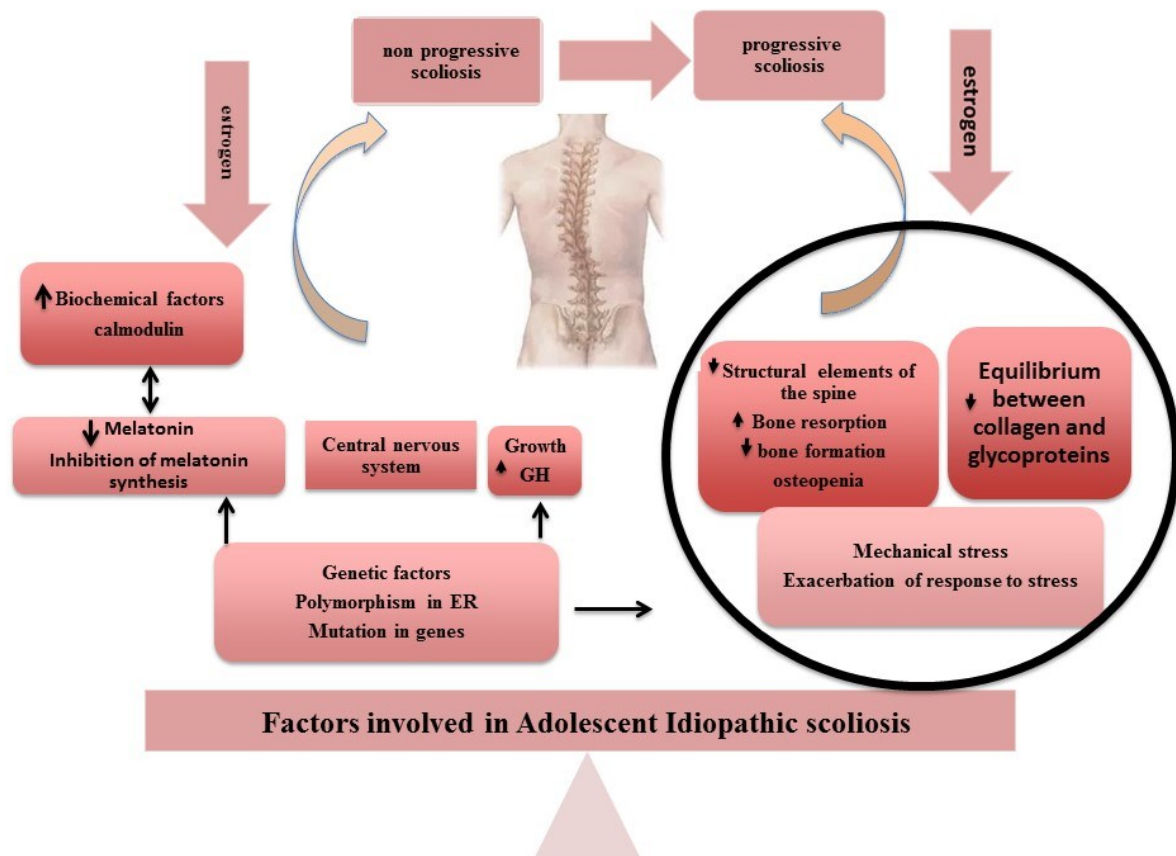 non progressive
scoliosis
progressive
scoliosis
estrogen
estrogen
Biochemical factors
calmodulin
Melatonin
Inhibition of melatonin
synthesis
Central nervous
system
Growth
GH
Structural elements of
the spine
Bone resorption
bone formation
osteopenia
Equilibrium
between
collagen and
glycoproteins
Mechanical stress
Exacerbation of response to stress
Genetic factors
Polymorphism in ER
Mutation in genes
Factors involved in Adolescent Idiopathic scoliosis